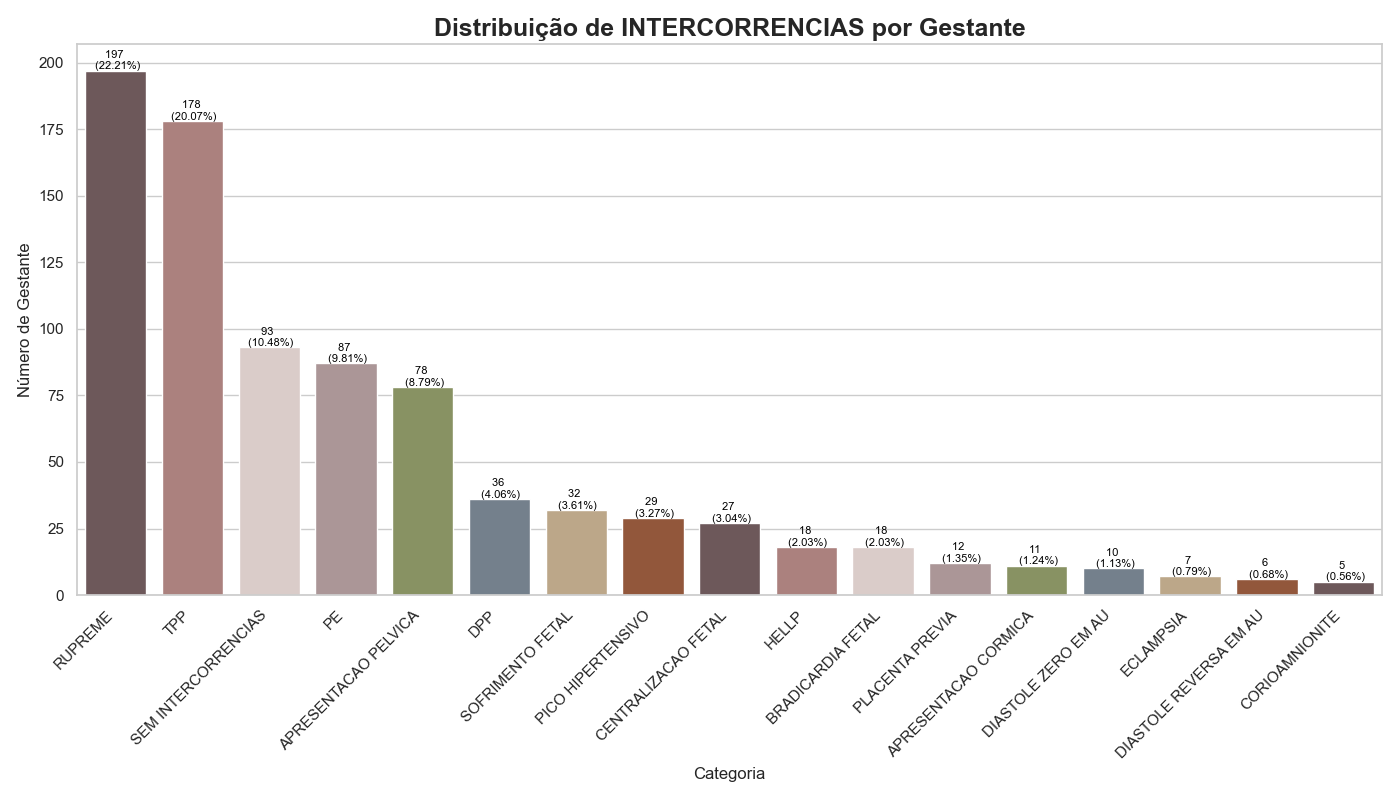 Distribuição de INTERCORRENCIAS por Gestante
Número de Gestante
200
175
150
125
100
75
50
25
0
197
(22.21%)
178
(20.07%)
93
(10.48%)
87
(9.81%)
78
(8.79%)
36
(4.06%)
32
(3.61%)
29
(3.27%)
27
(3.04%)
18
(2.03%)
18
(2.03%)
12
(1.35%)
11
(1.24%)
10
(1.13%)
7
(0.79%)
6
(0.68%)
5
(0.56%)
RUPREME
TPP
SEM INTERCORRENCIAS
PE
APRESENTACAO PELVICA
DPP
SOFRIMENTO FETAL
PICO HIPERTENSIVO
CENTRALIZACAO FETAL
HELLP
BRADICARDIA FETAL
PLACENTA PREVIA
APRESENTACAO CORMICA
DIASTOLE ZERO EM AU
ECLAMPSIA
DIASTOLE REVERSA EM AU
CORIOAMNIONITE
Categoria